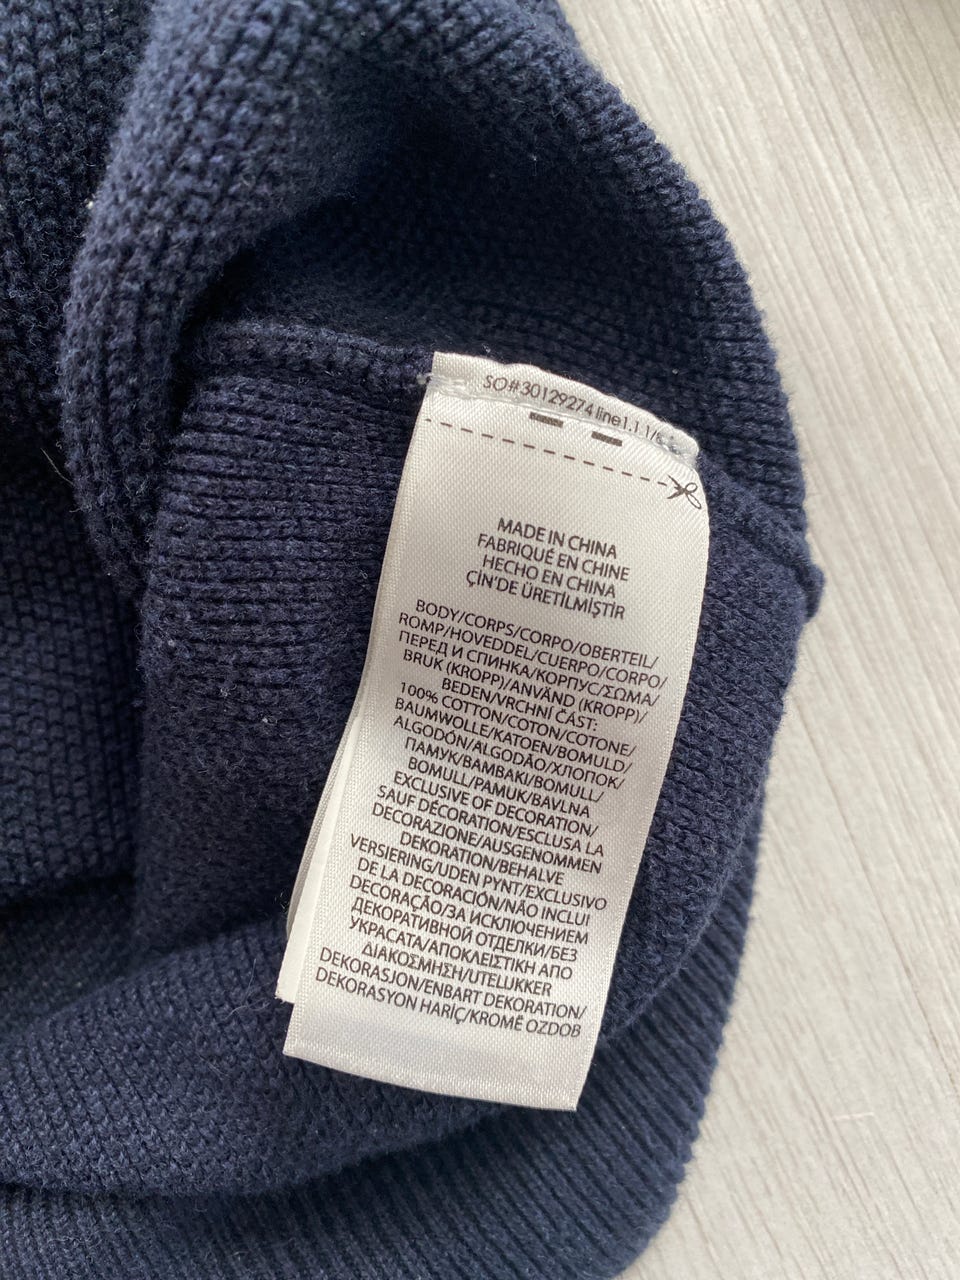 SO#30129274 line1.1.1/
MADE IN CHINA
FABRIQUÉ EN CHINE
HECHO EN CHINA
ÇİN'DE ÜRETİLMİŞTİR
BODY/CORPS/CORPO/OBERTEIL/
ROMP/HOVEDDEL/CUERPO/CORPO/
ПЕРЕД И СПИНКА/КОРПУС/ΣΩΜΑ/
BRUK (KROPP)/ANVÄND (KROPP)/
BEDEN/VRCHNÍ ČÁST:
100% COTTON/COTON/COTONE/
BAUMWOLLE/KATOEN/BOMULD/
ALGODÓN/ALGODÃO/ХЛОПОК/
ПАМУК/ΒΑΜΒΑΚΙ/BOMULL/
BOMULL/PAMUK/BAVLNA
EXCLUSIVE OF DECORATION/
SAUF DÉCORATION/ESCLUSA LA
DECORAZIONE/AUSGENOMMEN
DEKORATION/BEHALVE
VERSIERING/UDEN PYNT/EXCLUSIVO
DE LA DECORACIÓN/NÃO INCLUI
DECORAÇÃO/ЗА ИСКЛЮЧЕНИЕМ
ДЕКОРАТИВНОЙ ОТДЕЛКИ/БЕЗ
УКРАСАТА/ΑΠΟΚΛΕΙΣΤΙΚΗ ΑΠΟ
ΔΙΑΚΟΣΜΗΣΗ/UTELUKKER
DEKORASJON/ENBART DEKORATION/
DEKORASYON HARİÇ/KROMĚ OZDOB